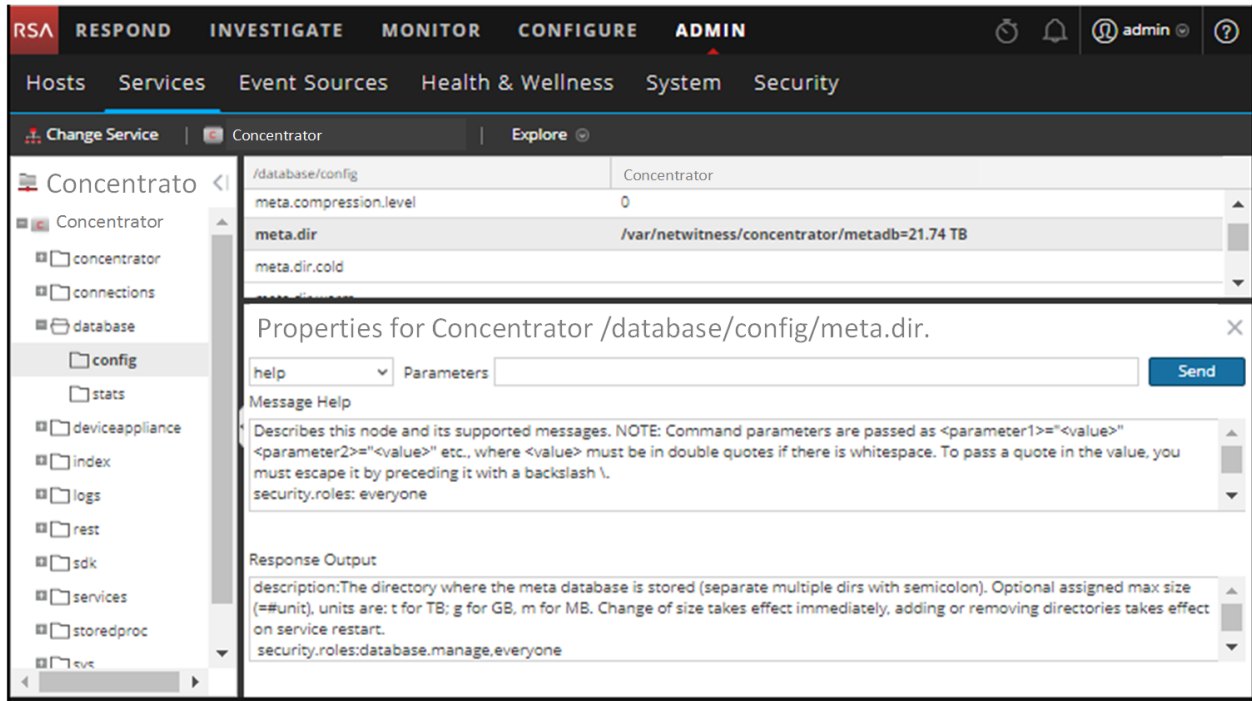 RSA RESPOND INVESTIGATE MONITOR CONFIGURE ADMIN admin ?
Hosts Services Event Sources Health & Wellness System Security
Change Service | C Concentrator | Explore
Concentrato
C Concentrator
concentrator
connections
database
config
stats
deviceappliance
index
logs
rest
sdk
services
storedproc
sys
/database/config Concentrator
meta.compression.level 0
meta.dir /var/netwitness/concentrator/metadb=21.74 TB
meta.dir.cold
meta.dir.warm
Properties for Concentrator /database/config/meta.dir.
help Parameters Send
Message Help
Describes this node and its supported messages. NOTE: Command parameters are passed as <parameter1>="<value>"
<parameter2>="<value>" etc., where <value> must be in double quotes if there is whitespace. To pass a quote in the value, you
must escape it by preceding it with a backslash \.
security.roles: everyone
Response Output
description:The directory where the meta database is stored (separate multiple dirs with semicolon). Optional assigned max size
(=#unit), units are: t for TB; g for GB, m for MB. Change of size takes effect immediately, adding or removing directories takes effect
on service restart.
security.roles:database.manage,everyone